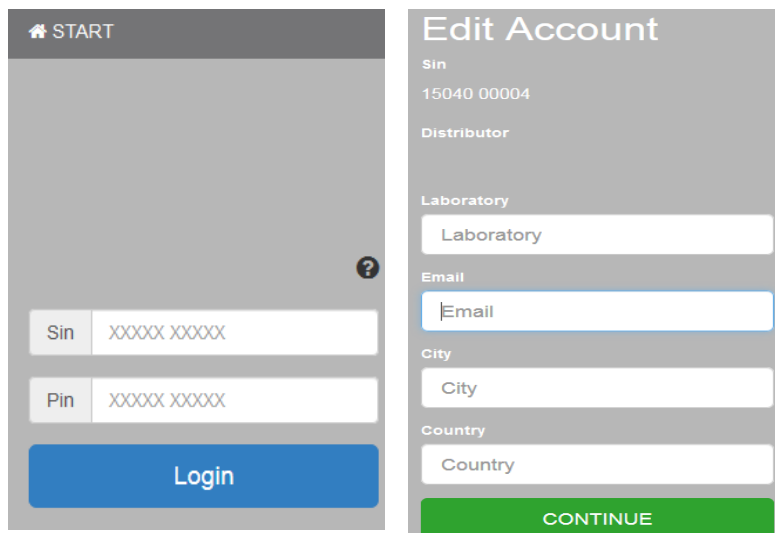 START
?
Sin XXXXX XXXXX
Pin XXXXX XXXXX
Login
Edit Account
Sin
15040 00004
Distributor
Laboratory
Laboratory
Email
Email
City
City
Country
Country
CONTINUE